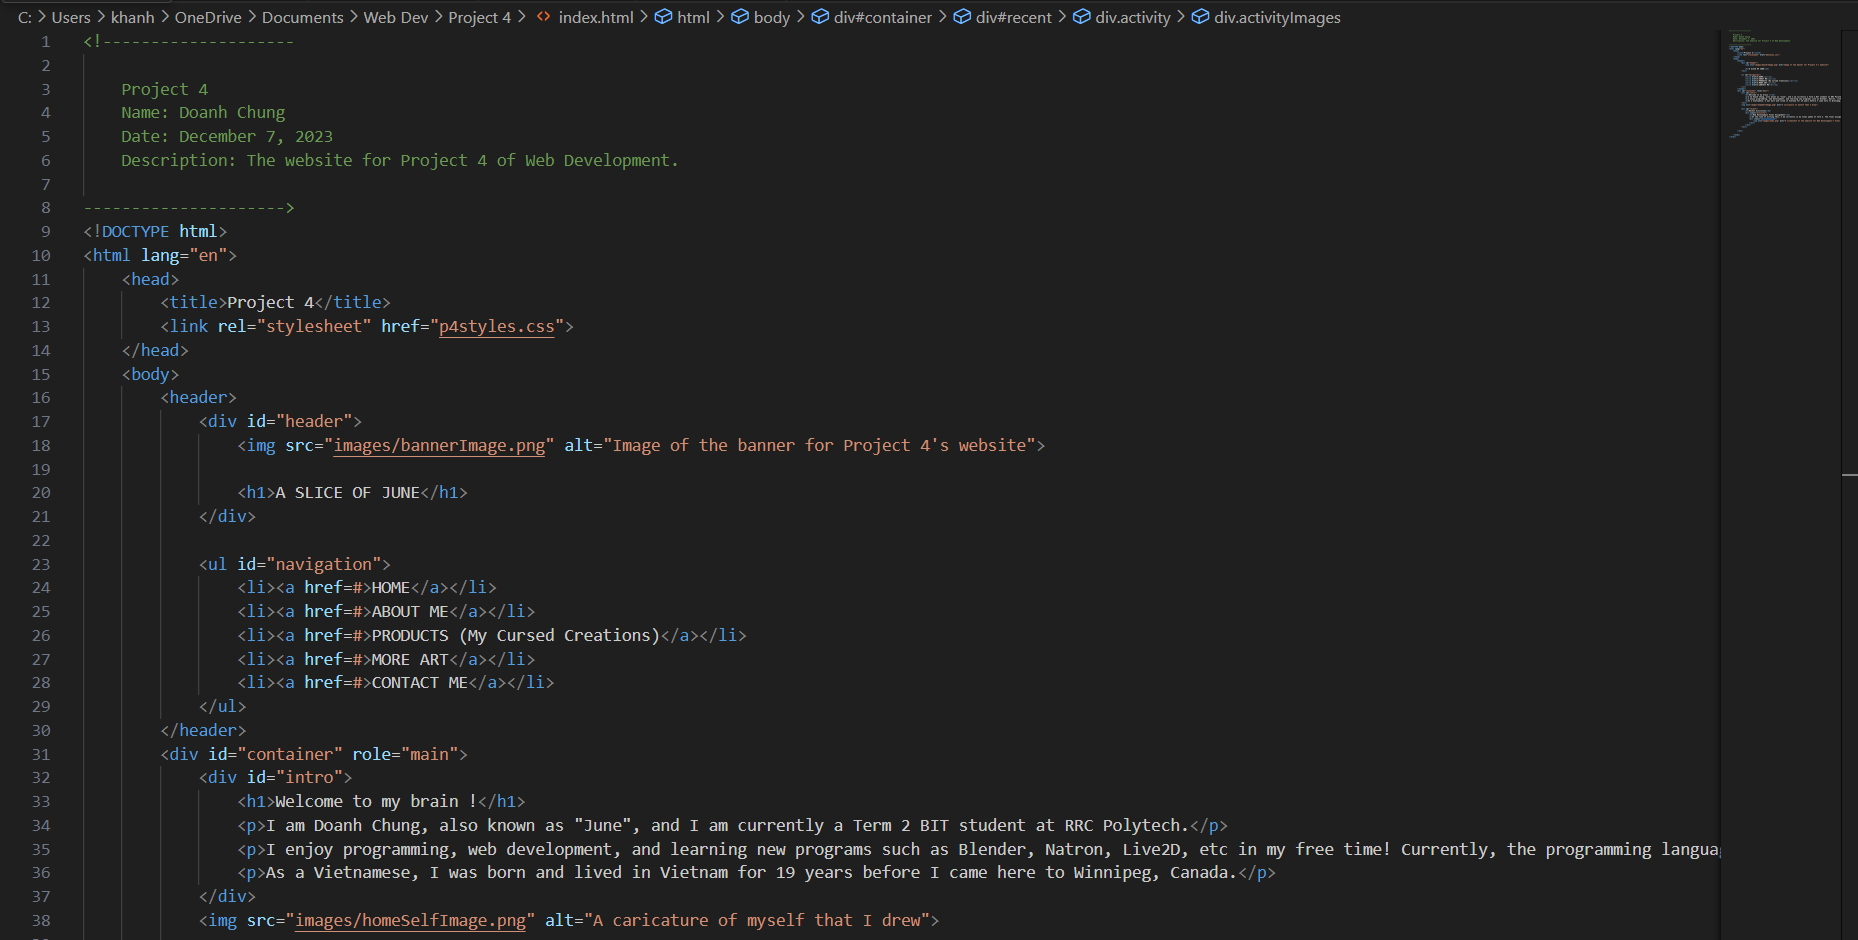 C: > Users > khanh > OneDrive > Documents > Web Dev > Project 4 > <> index.html > html > body > div#container > div#recent > div.activity > div.activityImages
1 <!--------------------
2
3 Project 4
4 Name: Doanh Chung
5 Date: December 7, 2023
6 Description: The website for Project 4 of Web Development.
7
8 --------------------->
9 <!DOCTYPE html>
10 <html lang="en">
11 <head>
12 <title>Project 4</title>
13 <link rel="stylesheet" href="p4styles.css">
14 </head>
15 <body>
16 <header>
17 <div id="header">
18 <img src="images/bannerImage.png" alt="Image of the banner for Project 4's website">
19
20 <h1>A SLICE OF JUNE</h1>
21 </div>
22
23 <ul id="navigation">
24 <li><a href=#>HOME</a></li>
25 <li><a href=#>ABOUT ME</a></li>
26 <li><a href=#>PRODUCTS (My Cursed Creations)</a></li>
27 <li><a href=#>MORE ART</a></li>
28 <li><a href=#>CONTACT ME</a></li>
29 </ul>
30 </header>
31 <div id="container" role="main">
32 <div id="intro">
33 <h1>Welcome to my brain !</h1>
34 <p>I am Doanh Chung, also known as "June", and I am currently a Term 2 BIT student at RRC Polytech.</p>
35 <p>I enjoy programming, web development, and learning new programs such as Blender, Natron, Live2D, etc in my free time! Currently, the programming langua
36 <p>As a Vietnamese, I was born and lived in Vietnam for 19 years before I came here to Winnipeg, Canada.</p>
37 </div>
38 <img src="images/homeSelfImage.png" alt="A caricature of myself that I drew">